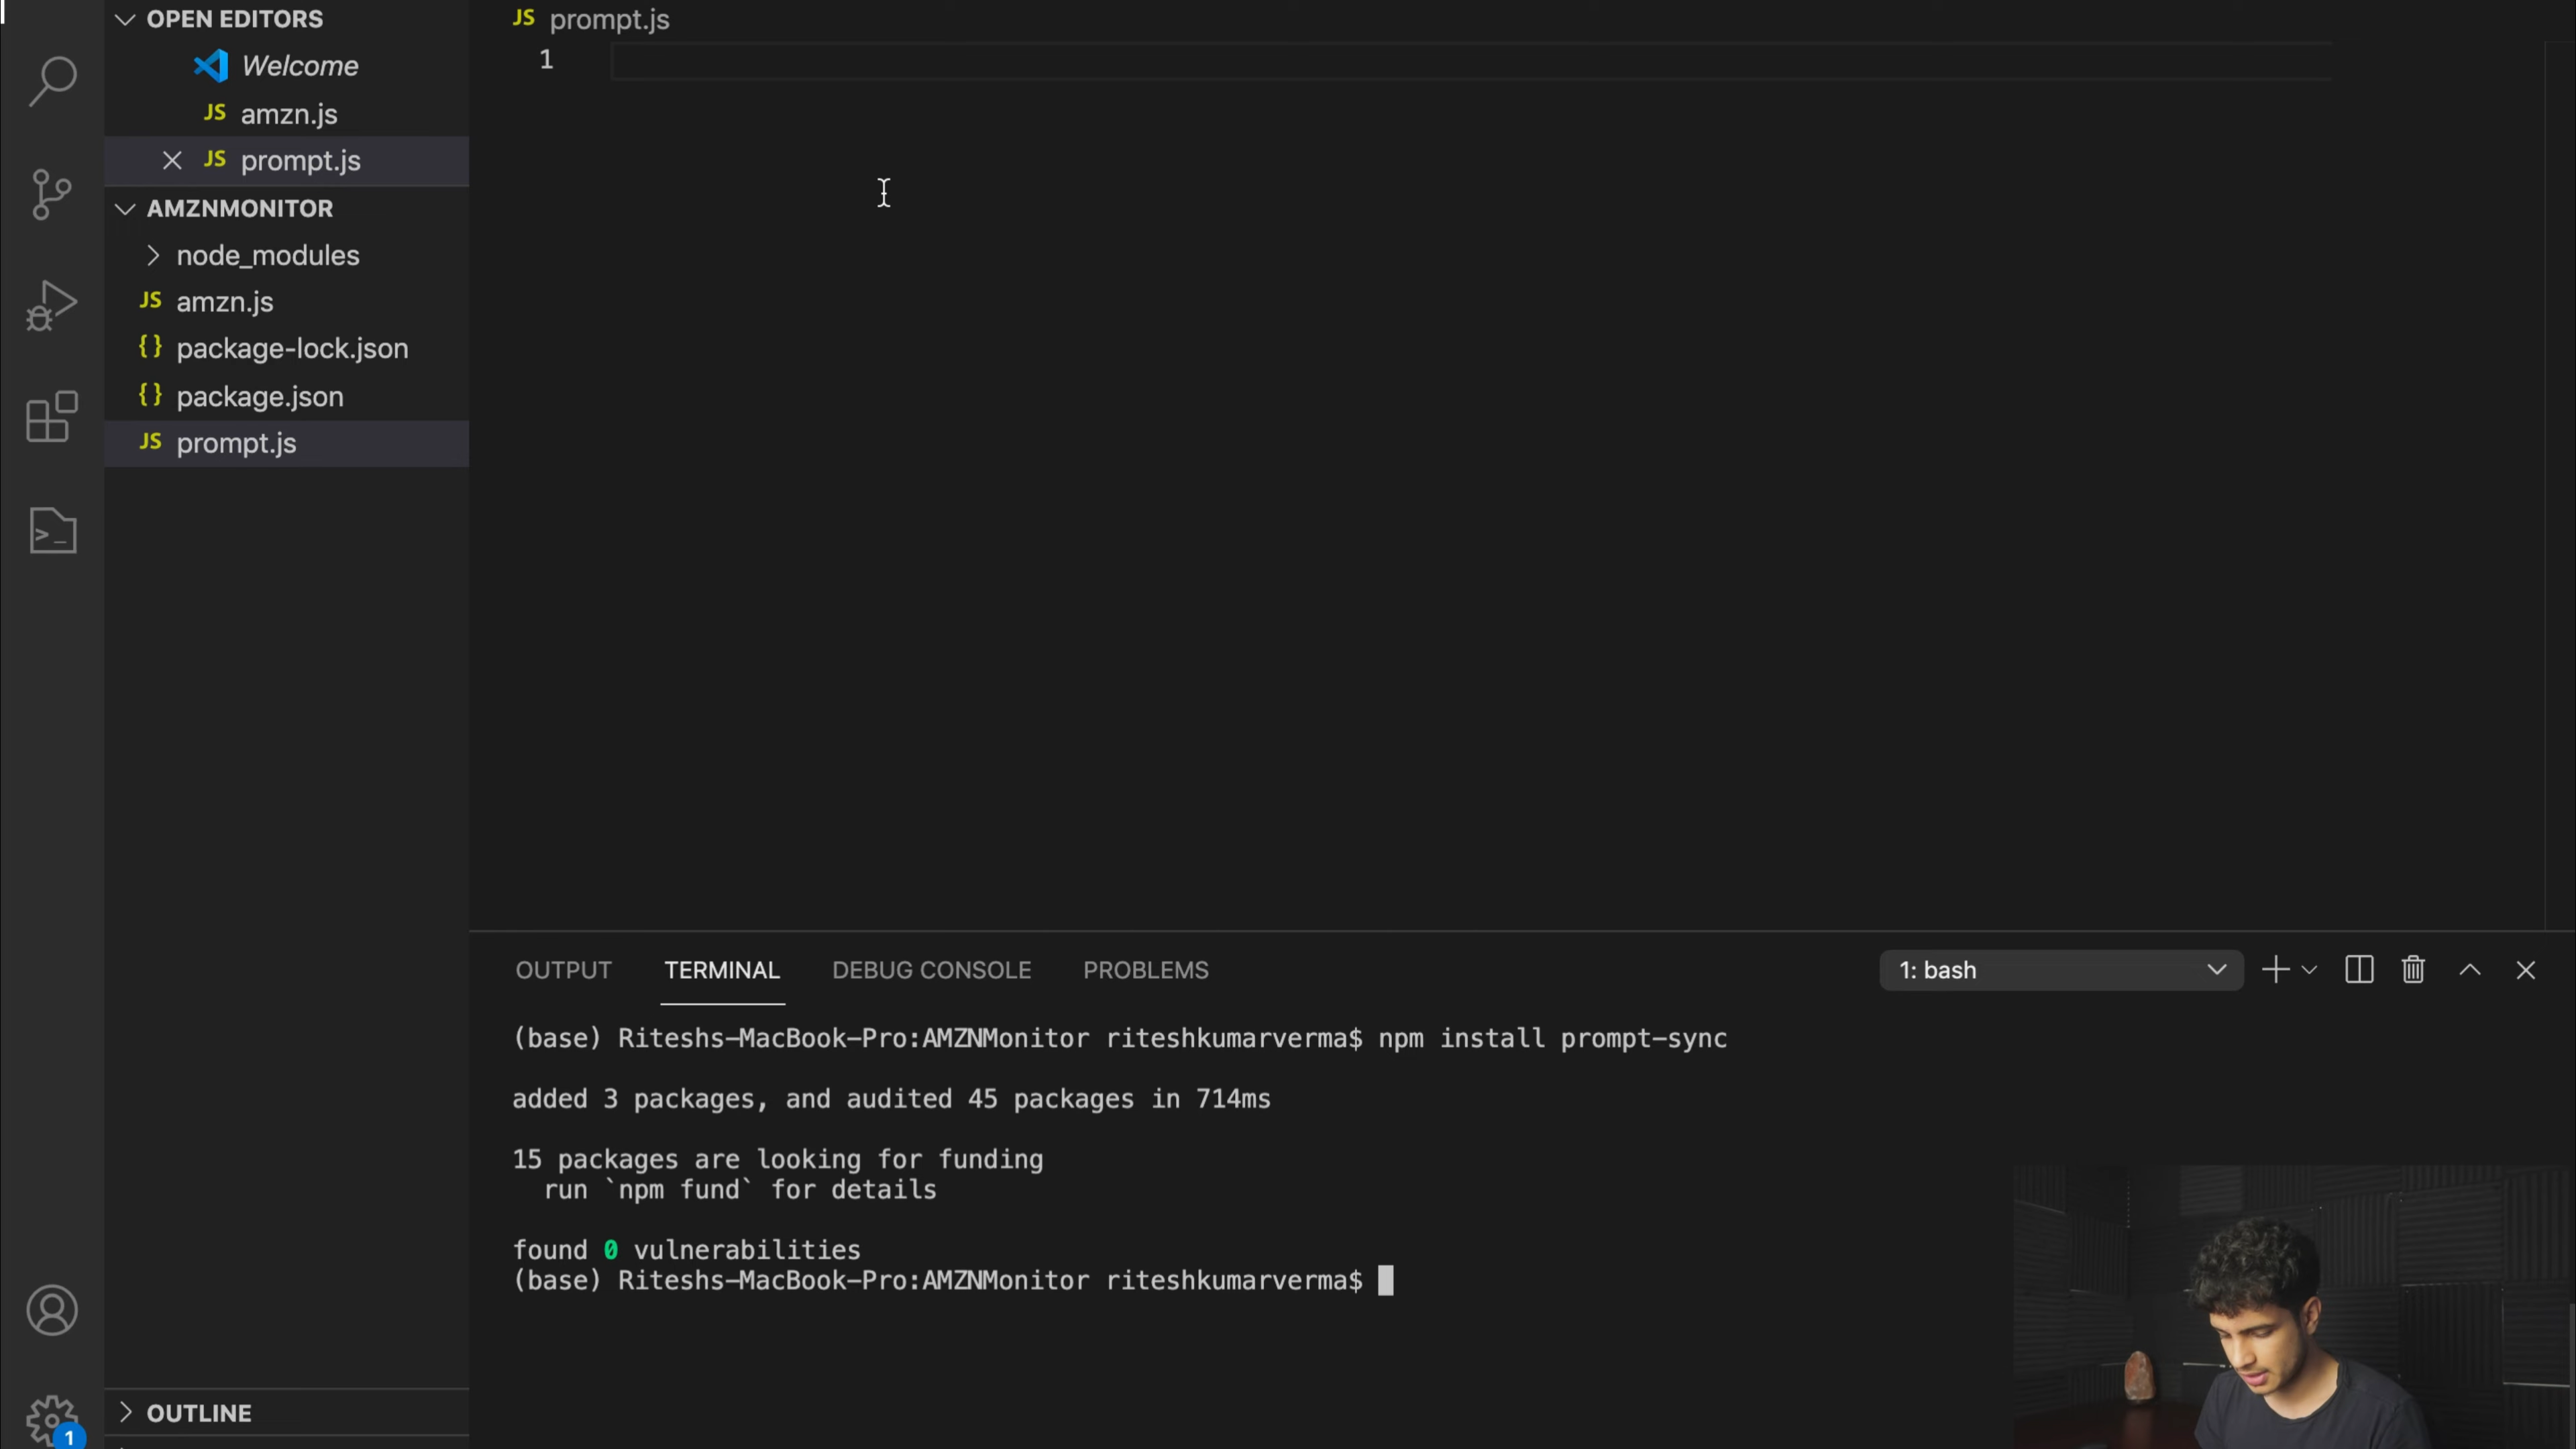 OPEN EDITORS
Welcome
JS amzn.js
JS prompt.js
AMZNMONITOR
node_modules
JS amzn.js
{} package-lock.json
{} package.json
JS prompt.js
OUTLINE
1
JS prompt.js
1
OUTPUT TERMINAL DEBUG CONSOLE PROBLEMS
1: bash
(base) Riteshs-MacBook-Pro:AMZNMonitor riteshkumarverma$ npm install prompt-sync
added 3 packages, and audited 45 packages in 714ms
15 packages are looking for funding
run `npm fund` for details
found 0 vulnerabilities
(base) Riteshs-MacBook-Pro:AMZNMonitor riteshkumarverma$